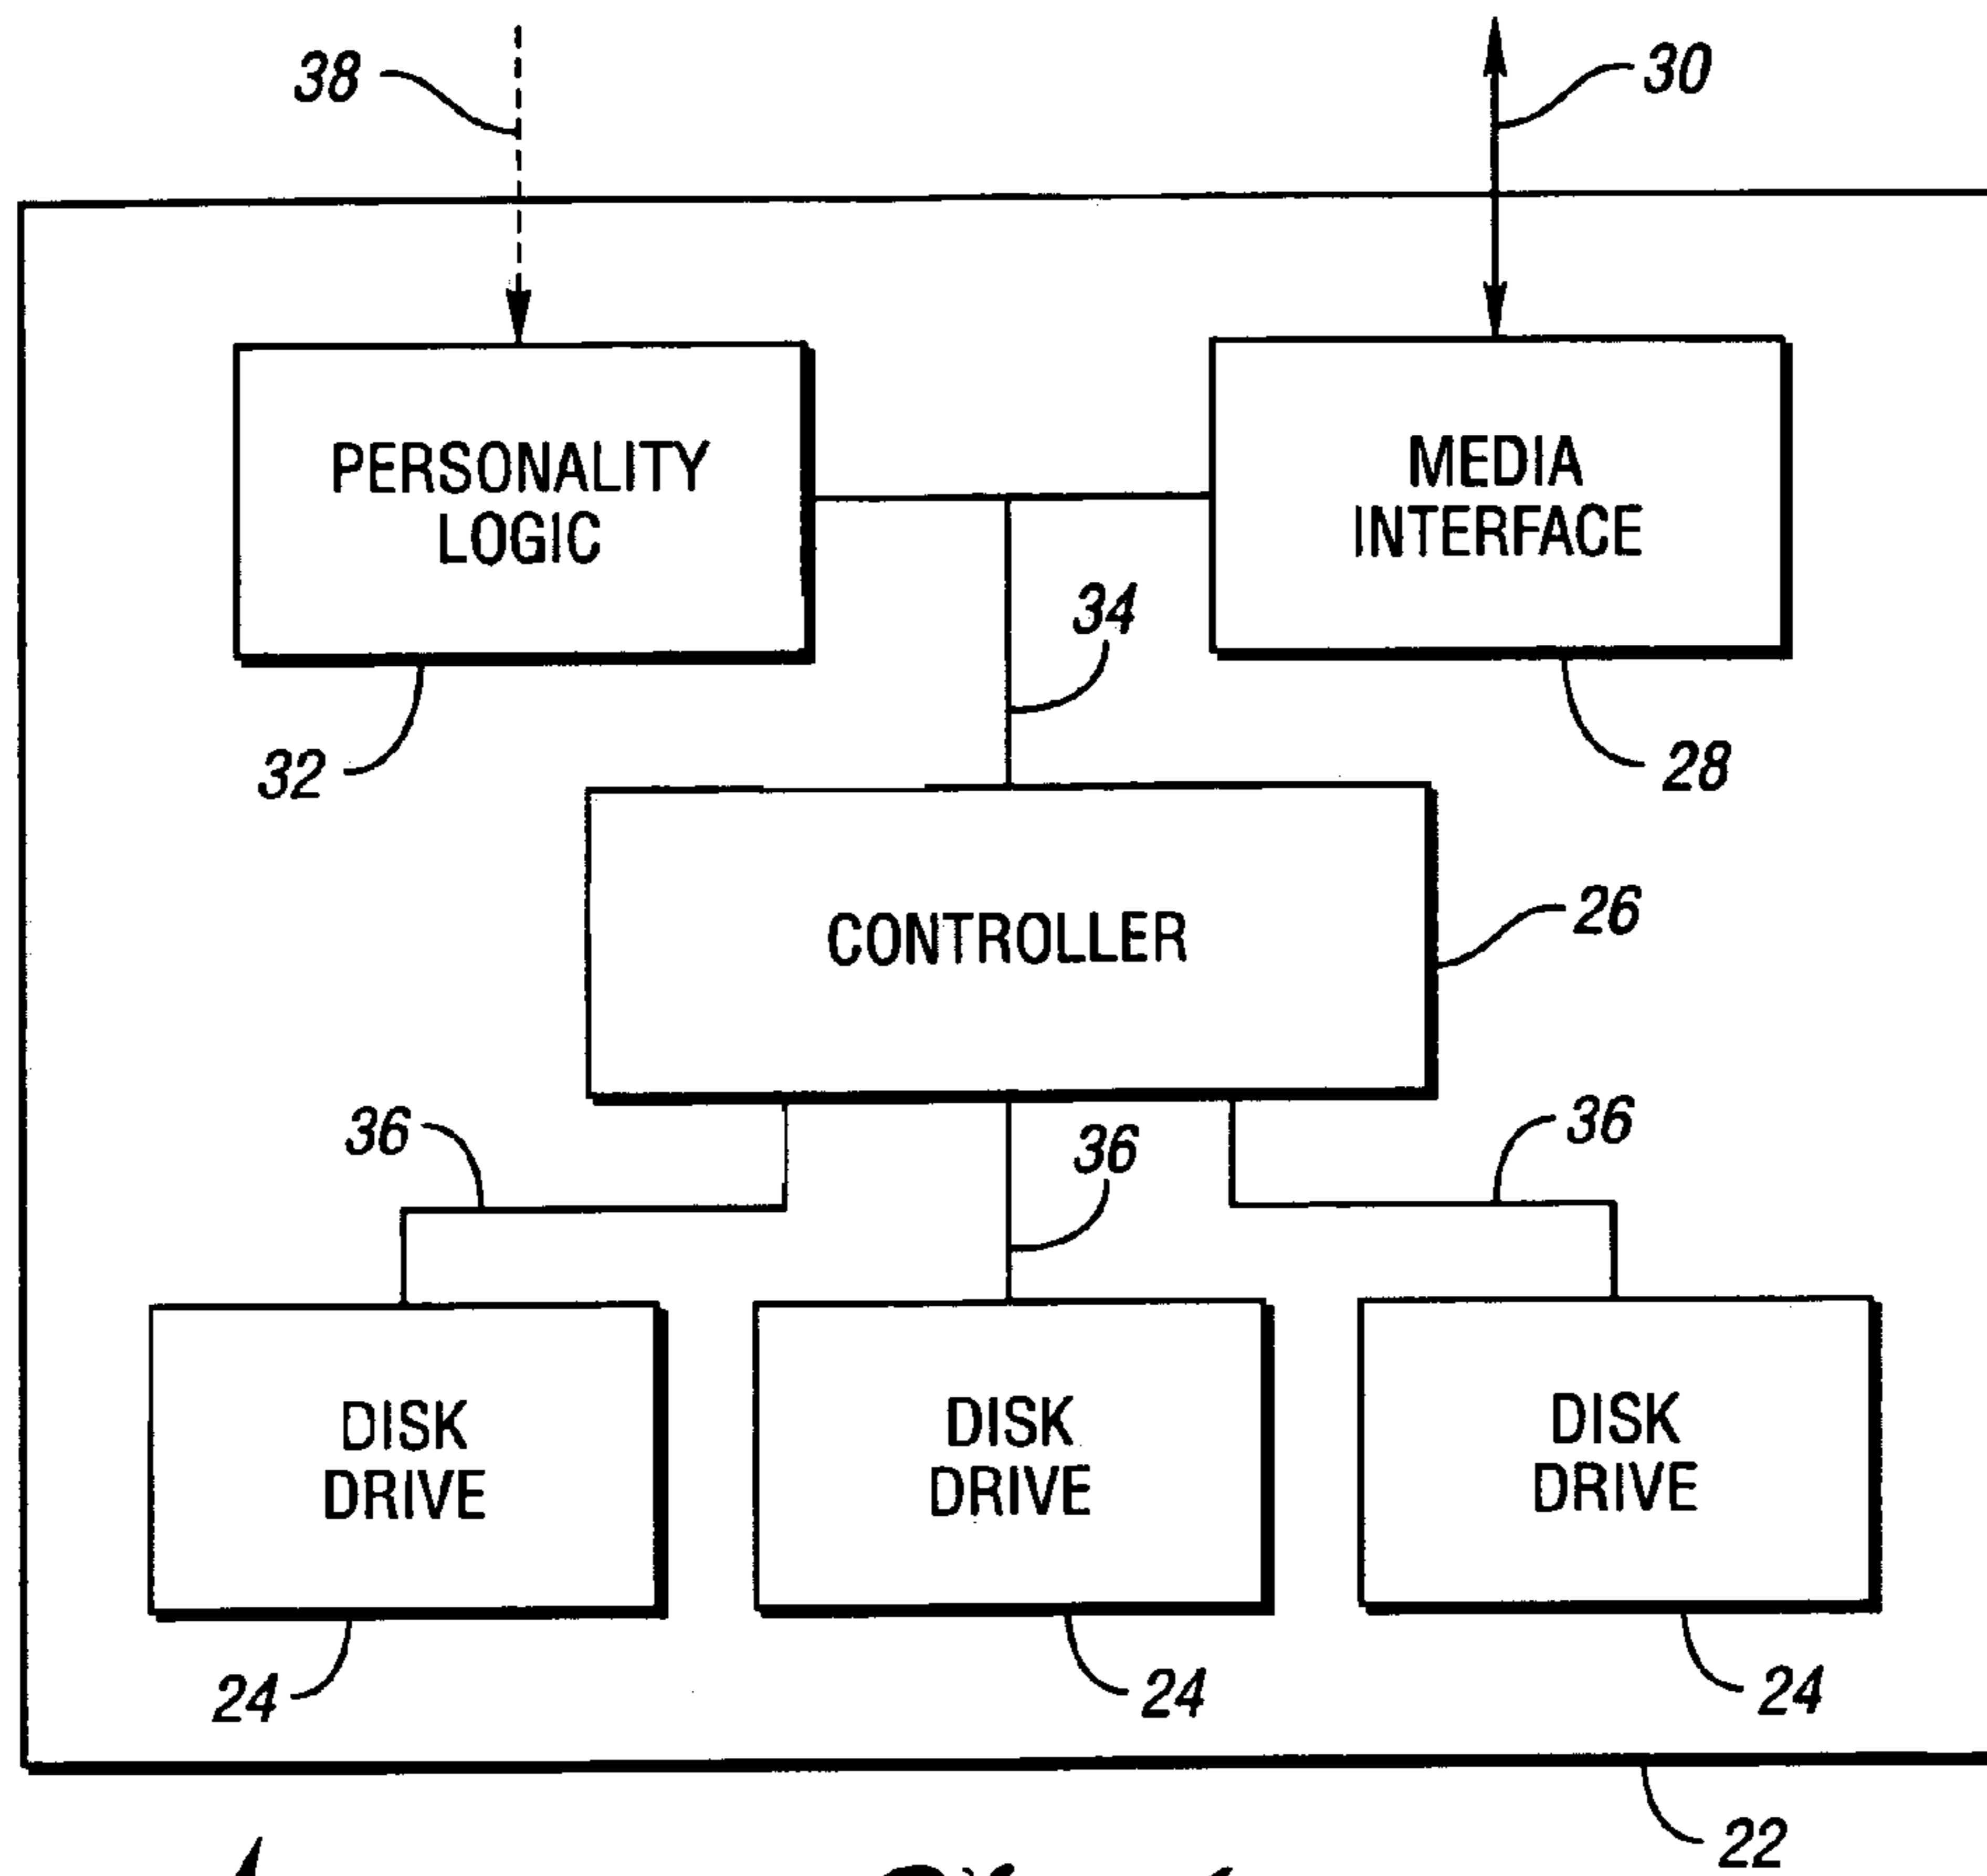 38
30
PERSONALITY
LOGIC
MEDIA
INTERFACE
34
32
28
CONTROLLER
26
36
36
36
DISK
DRIVE
DISK
DRIVE
DISK
DRIVE
24
24
24
22